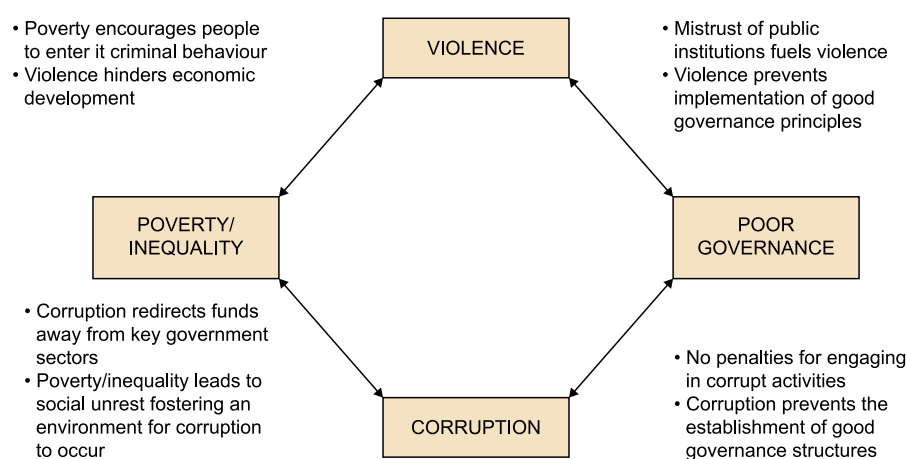 • Poverty encourages people
to enter it criminal behaviour
• Violence hinders economic
development
VIOLENCE
• Mistrust of public
institutions fuels violence
• Violence prevents
implementation of good
governance principles
POVERTY/
INEQUALITY
POOR
GOVERNANCE
• Corruption redirects funds
away from key government
sectors
• Poverty/inequality leads to
social unrest fostering an
environment for corruption
to occur
CORRUPTION
• No penalties for engaging
in corrupt activities
• Corruption prevents the
establishment of good
governance structures